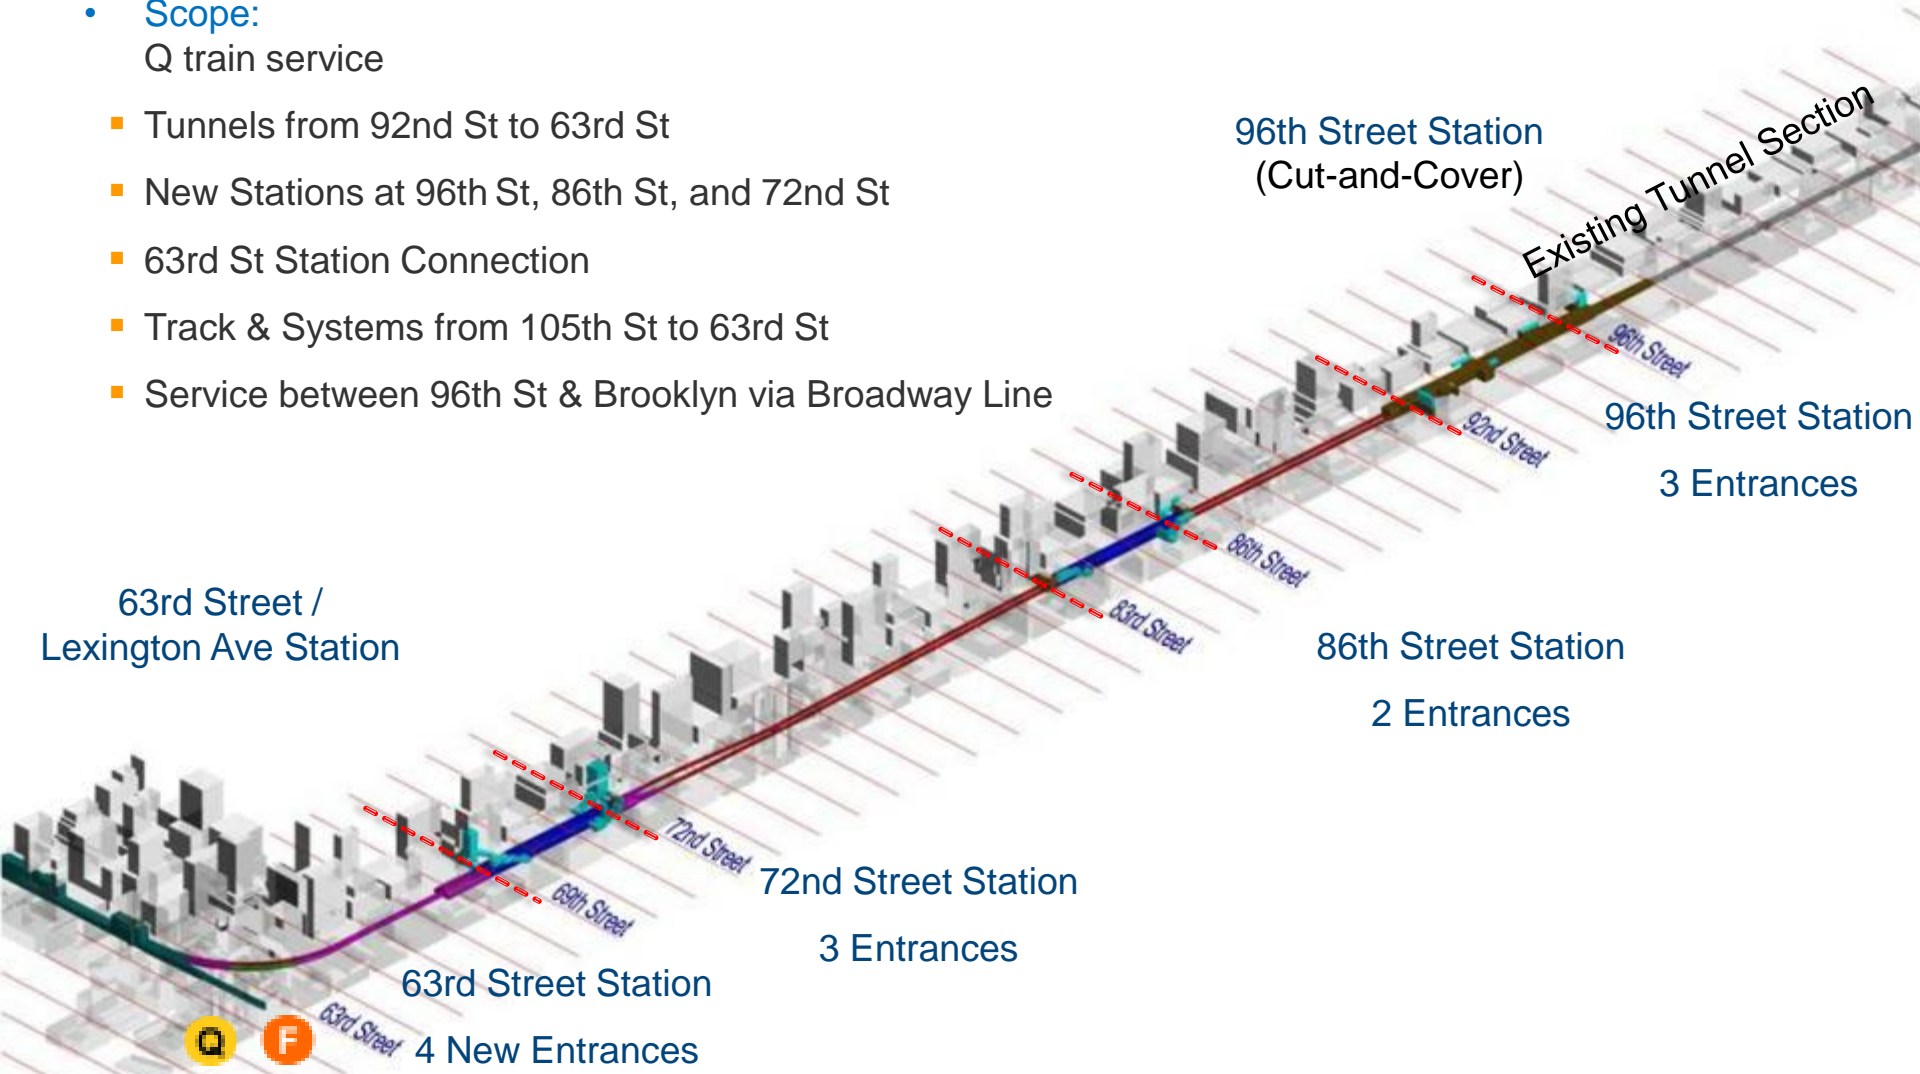 • Scope:
Q train service
▪ Tunnels from 92nd St to 63rd St
▪ New Stations at 96th St, 86th St, and 72nd St
▪ 63rd St Station Connection
▪ Track & Systems from 105th St to 63rd St
▪ Service between 96th St & Brooklyn via Broadway Line
96th Street Station
(Cut-and-Cover)
Existing Tunnel Section
96th Street
96th Street Station
3 Entrances
92nd Street
86th Street
86th Street Station
2 Entrances
83rd Street
63rd Street /
Lexington Ave Station
72nd Street
72nd Street Station
3 Entrances
69th Street
63rd Street Station
4 New Entrances
63rd Street
Q
F